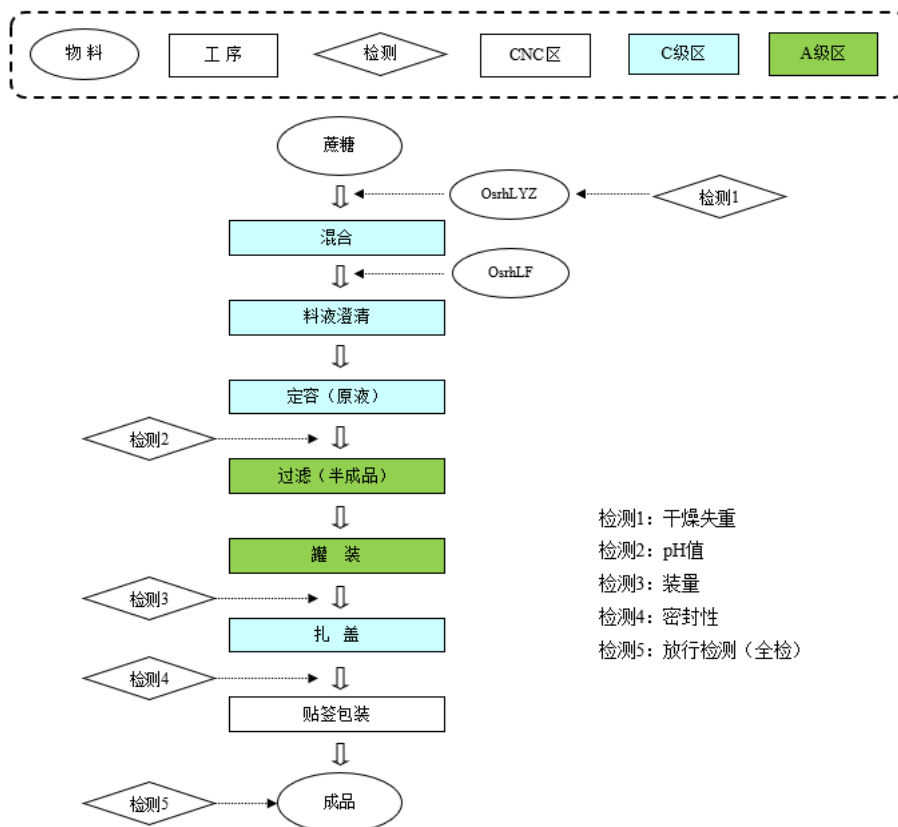 物料
工序
检测
CNC区
C级区
A级区
蔗糖
OsrhLYZ
检测1
混合
OsrhLF
料液澄清
定容（原液）
检测2
过滤（半成品）
罐 装
检测3
扎 盖
检测4
贴签包装
检测5
成品
检测1：干燥失重
检测2：pH值
检测3：装量
检测4：密封性
检测5：放行检测（全检）